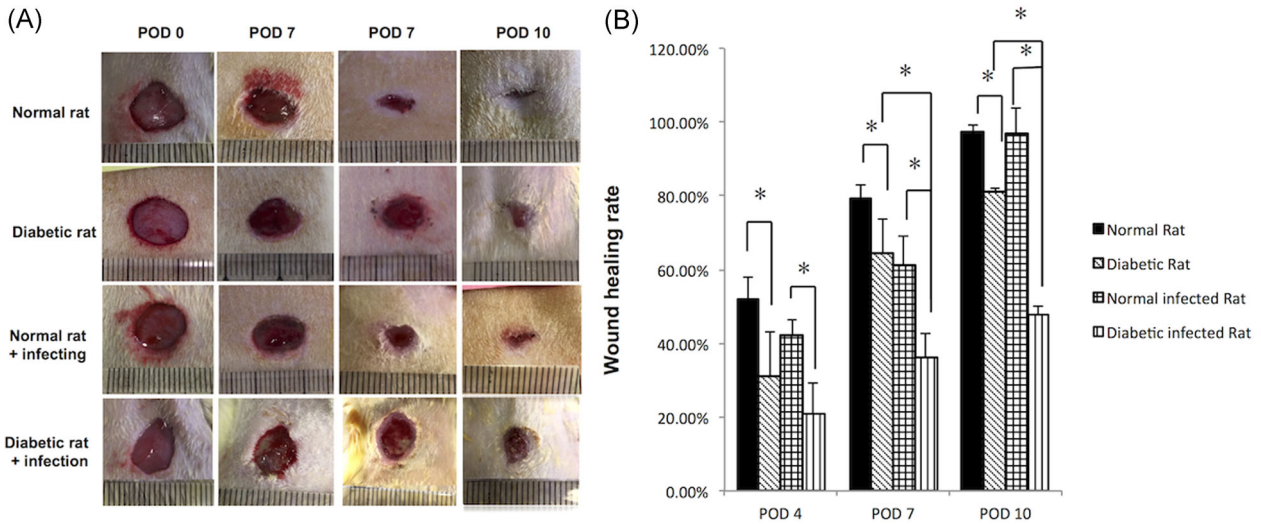 (A)
POD 0 POD 7 POD 7 POD 10
Normal rat
Diabetic rat
Normal rat
+ infecting
Diabetic rat
+ infection
(B)
Wound healing rate
120.00%
100.00%
80.00%
60.00%
40.00%
20.00%
0.00%
* * * * * * * *
POD 4 POD 7 POD 10
Normal Rat
Diabetic Rat
Normal infected Rat
Diabetic infected Rat